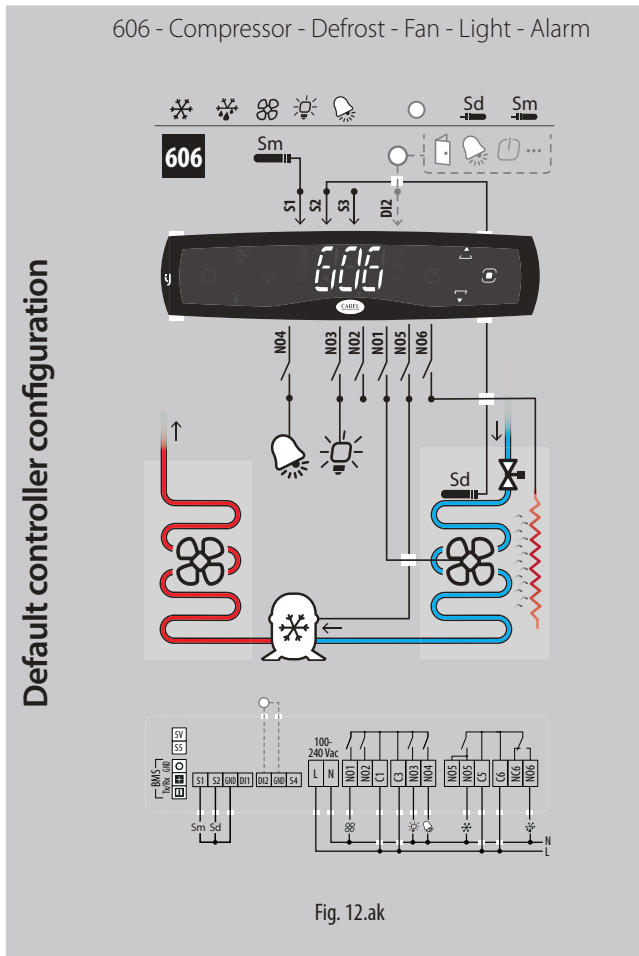 606 - Compressor - Defrost - Fan - Light - Alarm
Sd Sm
606
Sm
S1 S2 S3 DI2
Default controller configuration
606
CAREL
NO4 NO3 NO2 NO1 NO5 NO6
Sd
5V
S5
BMS
GND
Tx/Rx
100-
240 Vac
S1 S2 GND DI1 DI2 GND S4 L N NO1 NO2 C1 C3 NO3 NO4 NO5 NO5 C5 C6 NC6 NO6
Sm Sd
N
L
Fig. 12.ak